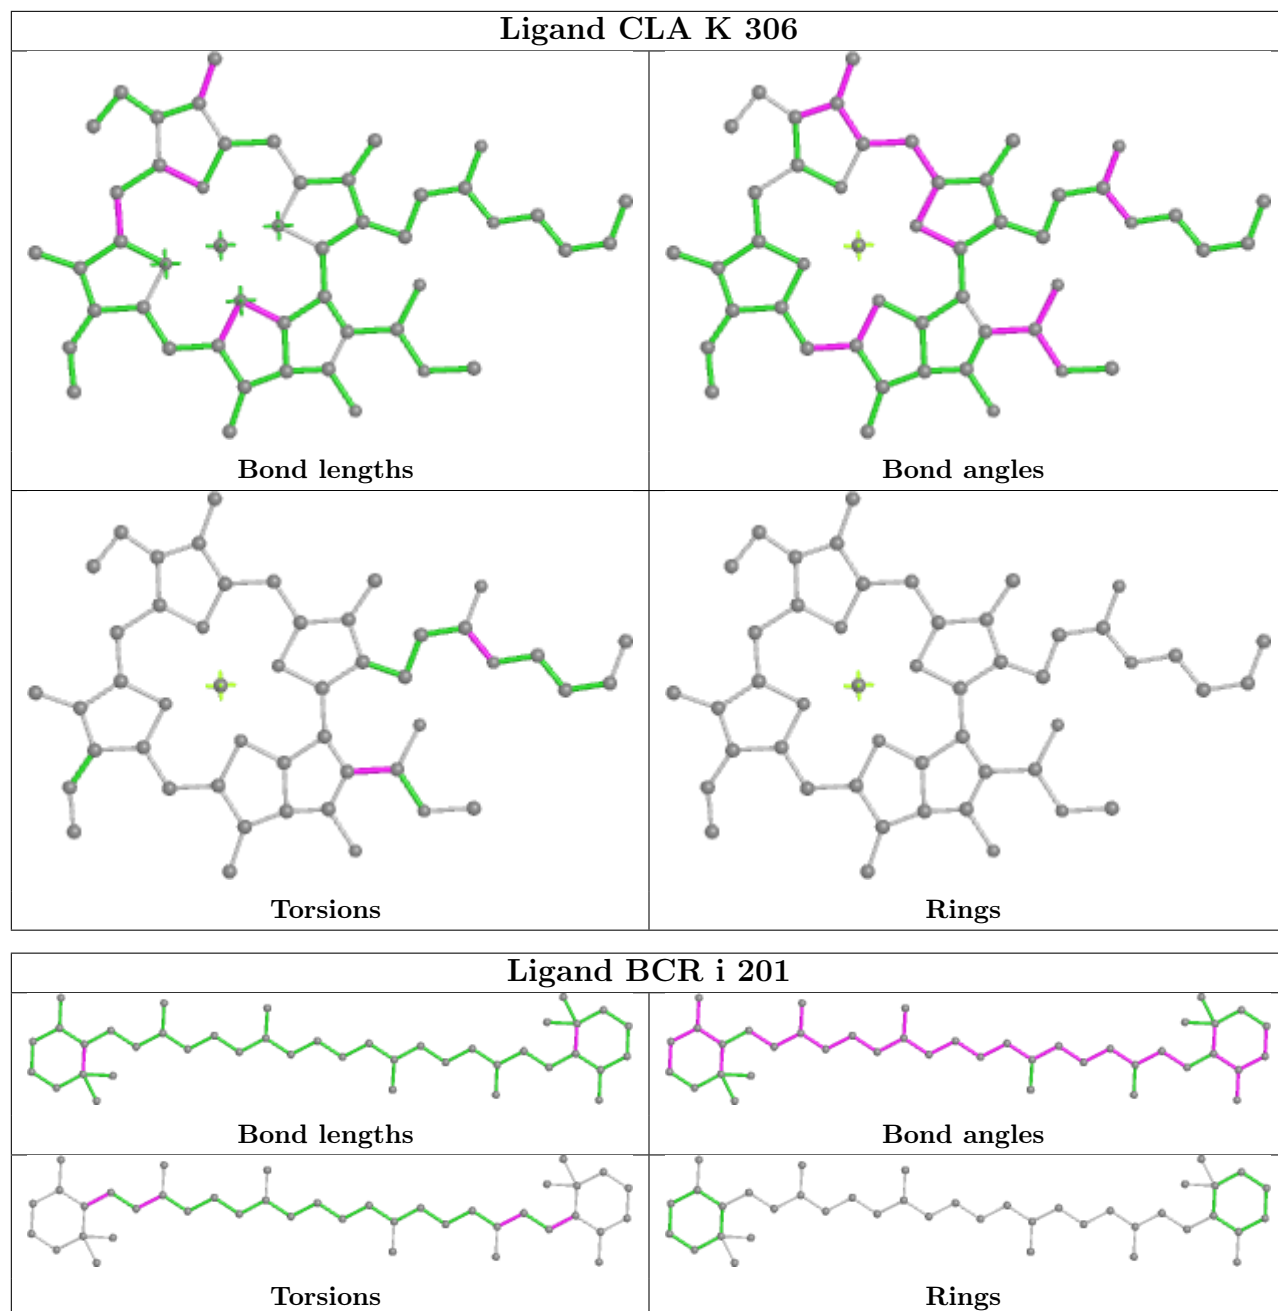 Ligand CLA K 306
Bond lengths
Bond angles
Torsions
Rings
Ligand BCR i 201
Bond lengths
Bond angles
Torsions
Rings